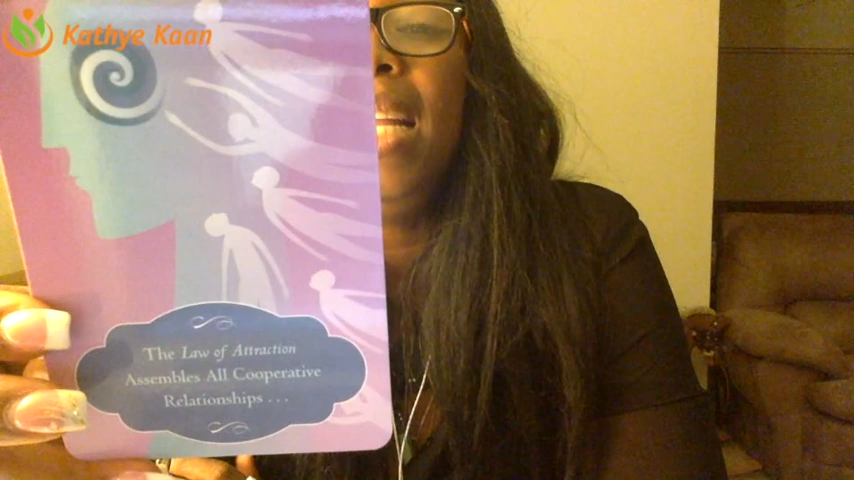 Kathye Kaan
The Law of Attraction
Assembles All Cooperative
Relationships . . .